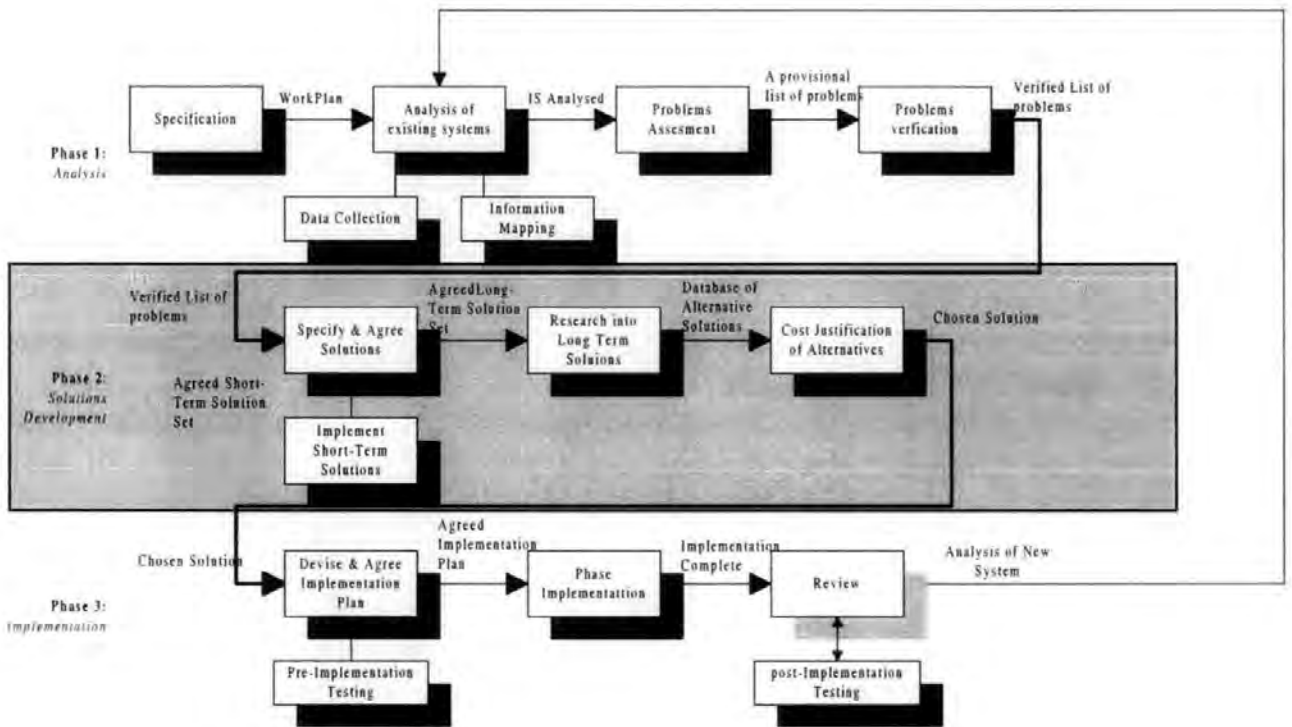 WorkPlan
IS Analysed
A provisional
list of problems
Verified List of
problems
Specification
Analysis of
existing systems
Problems
Assesment
Problems
verfication
Phase 1:
Analysis
Data Collection
Information
Mapping
Verified List of
problems
Specify & Agree
Solutions
AgreedLong-
Term Solution
Set
Research into
Long Term
Soluions
Database of
Alternative
Solutions
Cost Justification
of Alternatives
Chosen Solution
Phase 2:
Solutions
Development
Agreed Short-
Term Solution
Set
Implement
Short-Term
Solutions
Chosen Solution
Devise & Agree
Implementation
Plan
Agreed
Implementation
Plan
Phase
Implementattion
Implementation
Complete
Review
Analysis of New
System
Phase 3:
Implementation
Pre-Implementation
Testing
post-Implementation
Testing